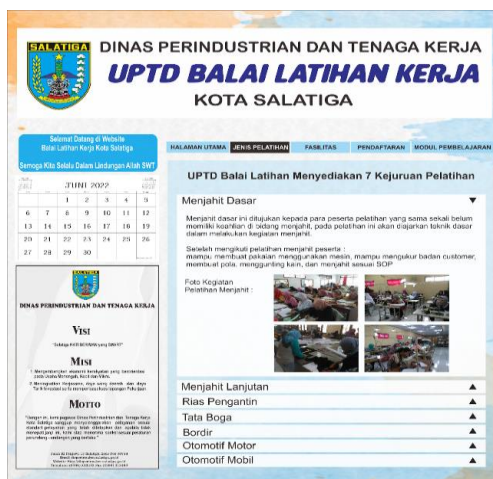 SALATIGA
DINAS PERINDUSTRIAN DAN TENAGA KERJA
UPTD BALAI LATIHAN KERJA
KOTA SALATIGA
Selamat Datang di Website
Balai Latihan Kerja Kota Salatiga
Semoga Kita Selalu Dalam Lindungan Allah SWT
JUNI 2022
1 2 3 4 5
6 7 8 9 10 11 12
13 14 15 16 17 18 19
20 21 22 23 24 25 26
27 28 29 30
DINAS PERINDUSTRIAN DAN TENAGA KERJA
VISI
MISI
MOTTO
HALAMAN UTAMA JENIS PELATIHAN FASILITAS PENDAFTARAN MODUL PEMBELAJARAN
UPTD Balai Latihan Menyediakan 7 Kejuruan Pelatihan
Menjahit Dasar ▼
Menjahit dasar ini ditujukan kepada para peserta pelatihan yang sama sekali belum
memiliki keahlian di bidang menjahit, pada pelatihan ini akan diajarkan teknik dasar
dalam melakukan kegiatan menjahit.
Setelah mengikuti pelatihan menjahit peserta :
mampu membuat pakaian menggunakan mesin, mampu mengukur badan customer,
membuat pola, menggunting kain, dan menjahit sesuai SOP
Foto Kegiatan
Pelatihan Menjahit :
Menjahit Lanjutan ▲
Rias Pengantin ▲
Tata Boga ▲
Bordir ▲
Otomotif Motor ▲
Otomotif Mobil ▲